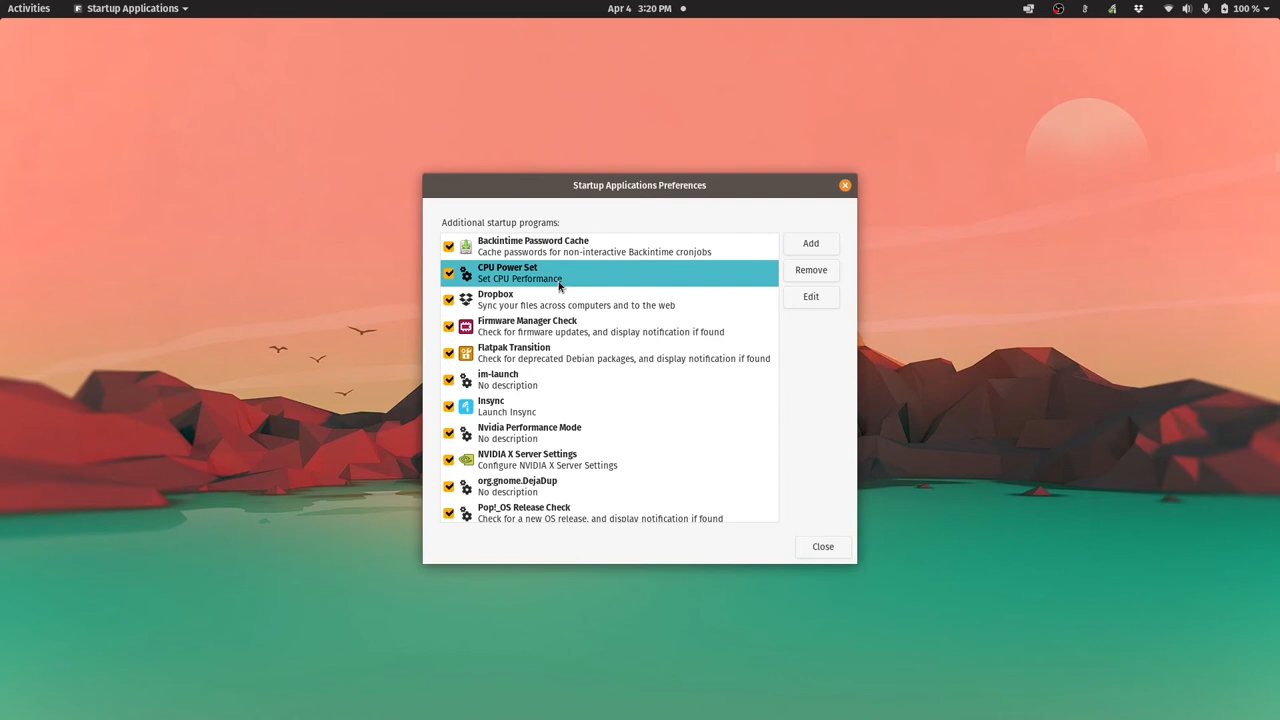 Activities
Startup Applications
Apr 4 3:20 PM
100 %
Startup Applications Preferences
Additional startup programs:
Backintime Password Cache
Cache passwords for non-interactive Backintime cronjobs
CPU Power Set
Set CPU Performance
Dropbox
Sync your files across computers and to the web
Firmware Manager Check
Check for firmware updates, and display notification if found
Flatpak Transition
Check for deprecated Debian packages, and display notification if found
im-launch
No description
Insync
Launch Insync
Nvidia Performance Mode
No description
NVIDIA X Server Settings
Configure NVIDIA X Server Settings
org.gnome.DejaDup
No description
Pop!_OS Release Check
Check for a new OS release, and display notification if found
Add
Remove
Edit
Close